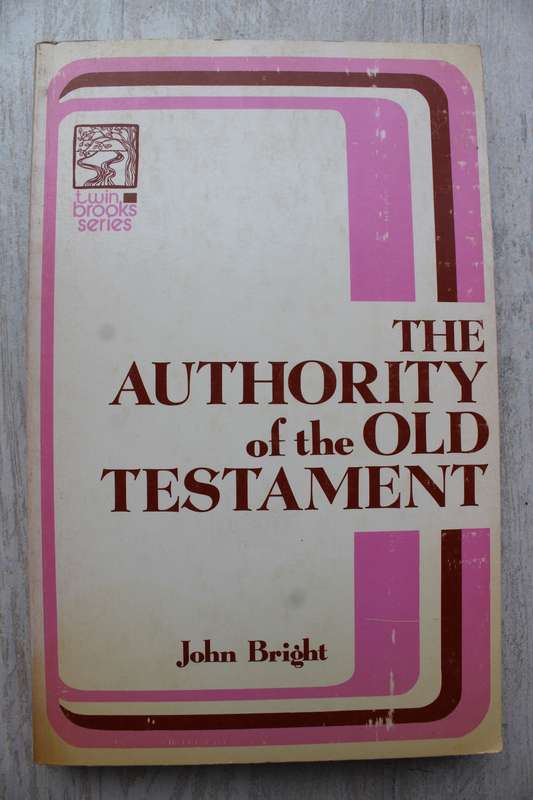 twin
brooks
series
THE
AUTHORITY
of the OLD
TESTAMENT
John Bright